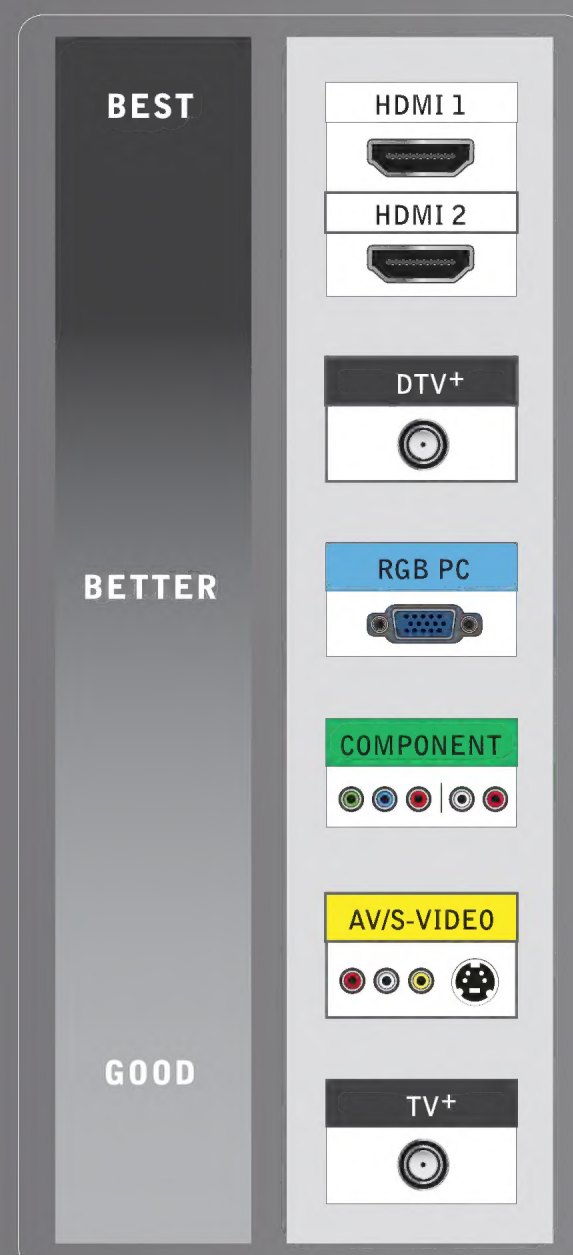 BEST
HDMI 1
HDMI 2
DTV+
BETTER
RGB PC
COMPONENT
AV/S-VIDEO
GOOD
TV+